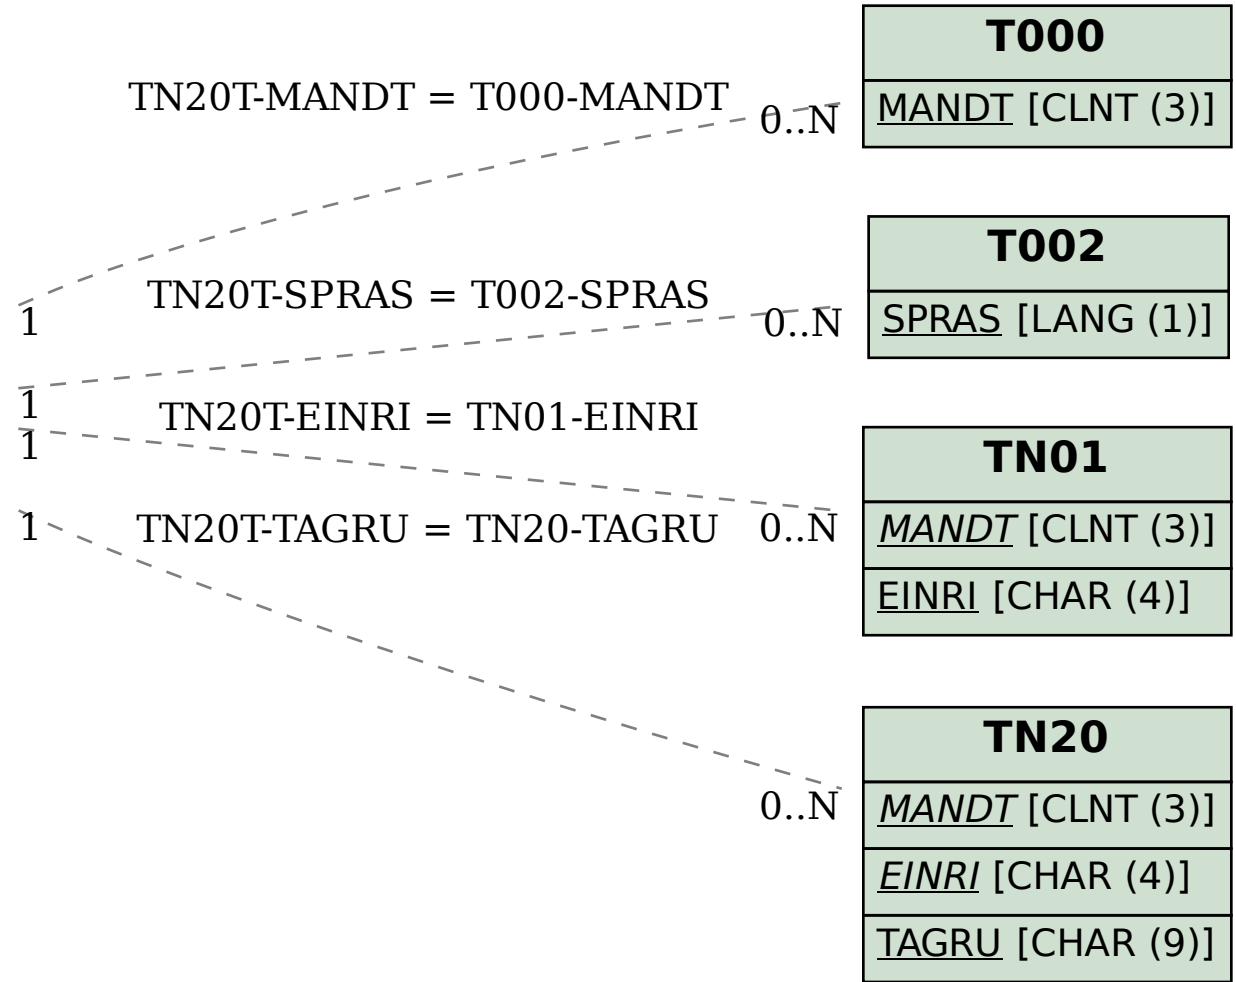 T000
MANDT [CLNT (3)]
TN20T-MANDT = T000-MANDT
0..N
1
T002
SPRAS [LANG (1)]
TN20T-SPRAS = T002-SPRAS
0..N
1
TN01
MANDT [CLNT (3)]
EINRI [CHAR (4)]
TN20T-EINRI = TN01-EINRI
0..N
1
TN20T-TAGRU = TN20-TAGRU
0..N
1
TN20
MANDT [CLNT (3)]
EINRI [CHAR (4)]
TAGRU [CHAR (9)]